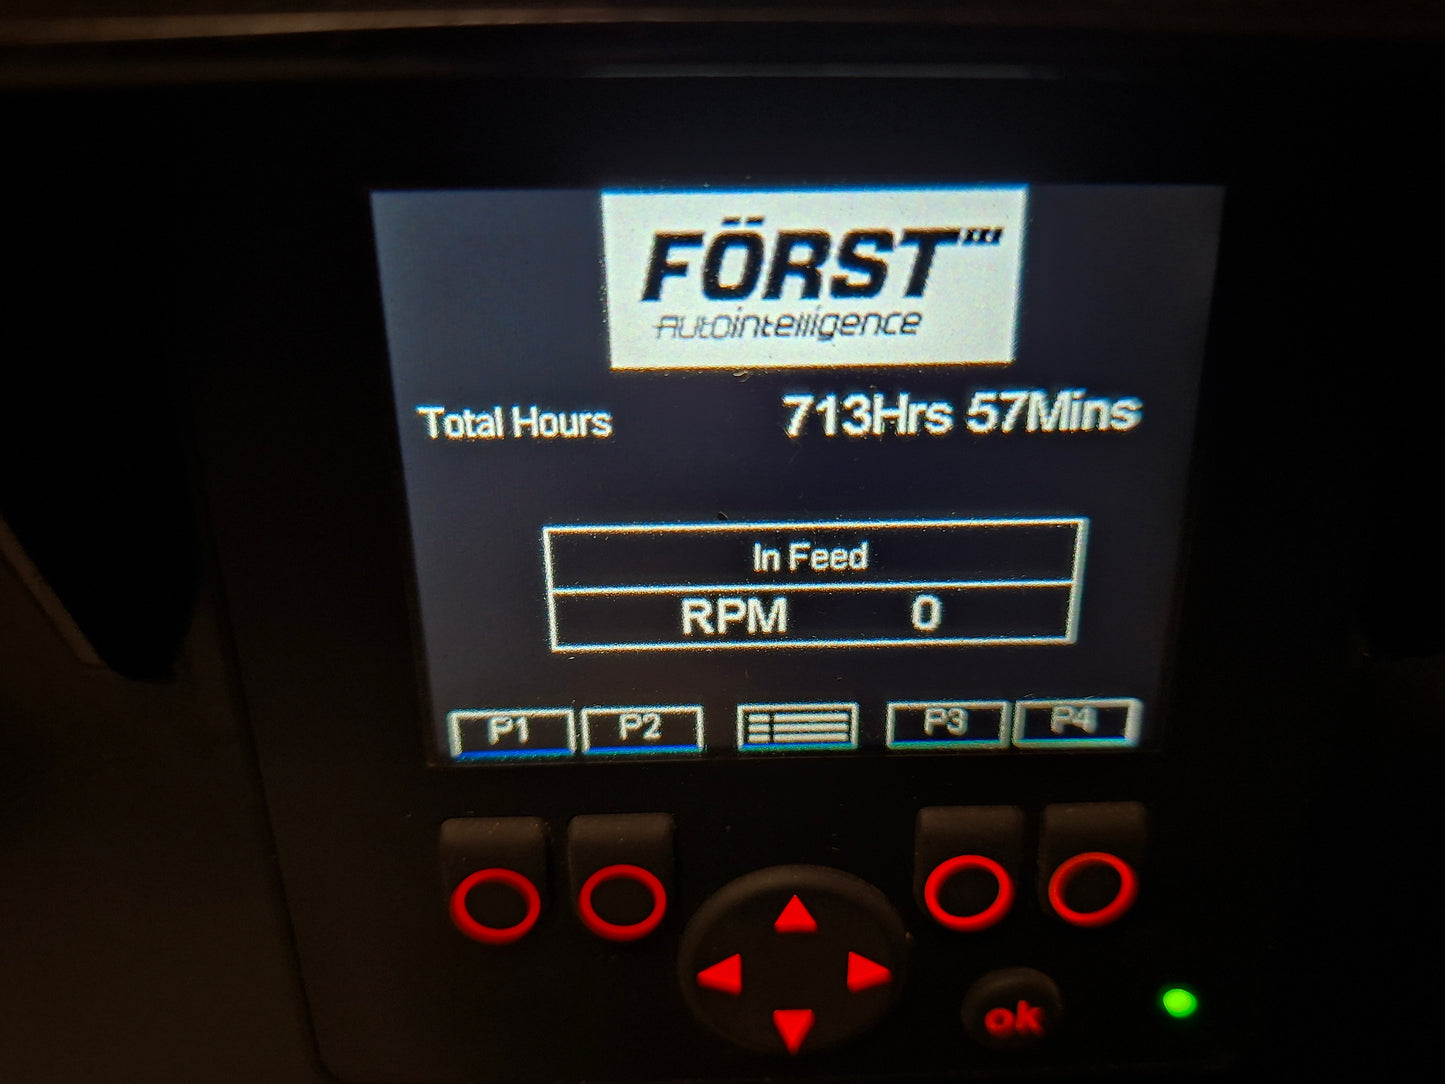 FÖRST
Autointelligence
Total Hours 713Hrs 57Mins
In Feed
RPM 0
P1 P2 P3 P4
ok